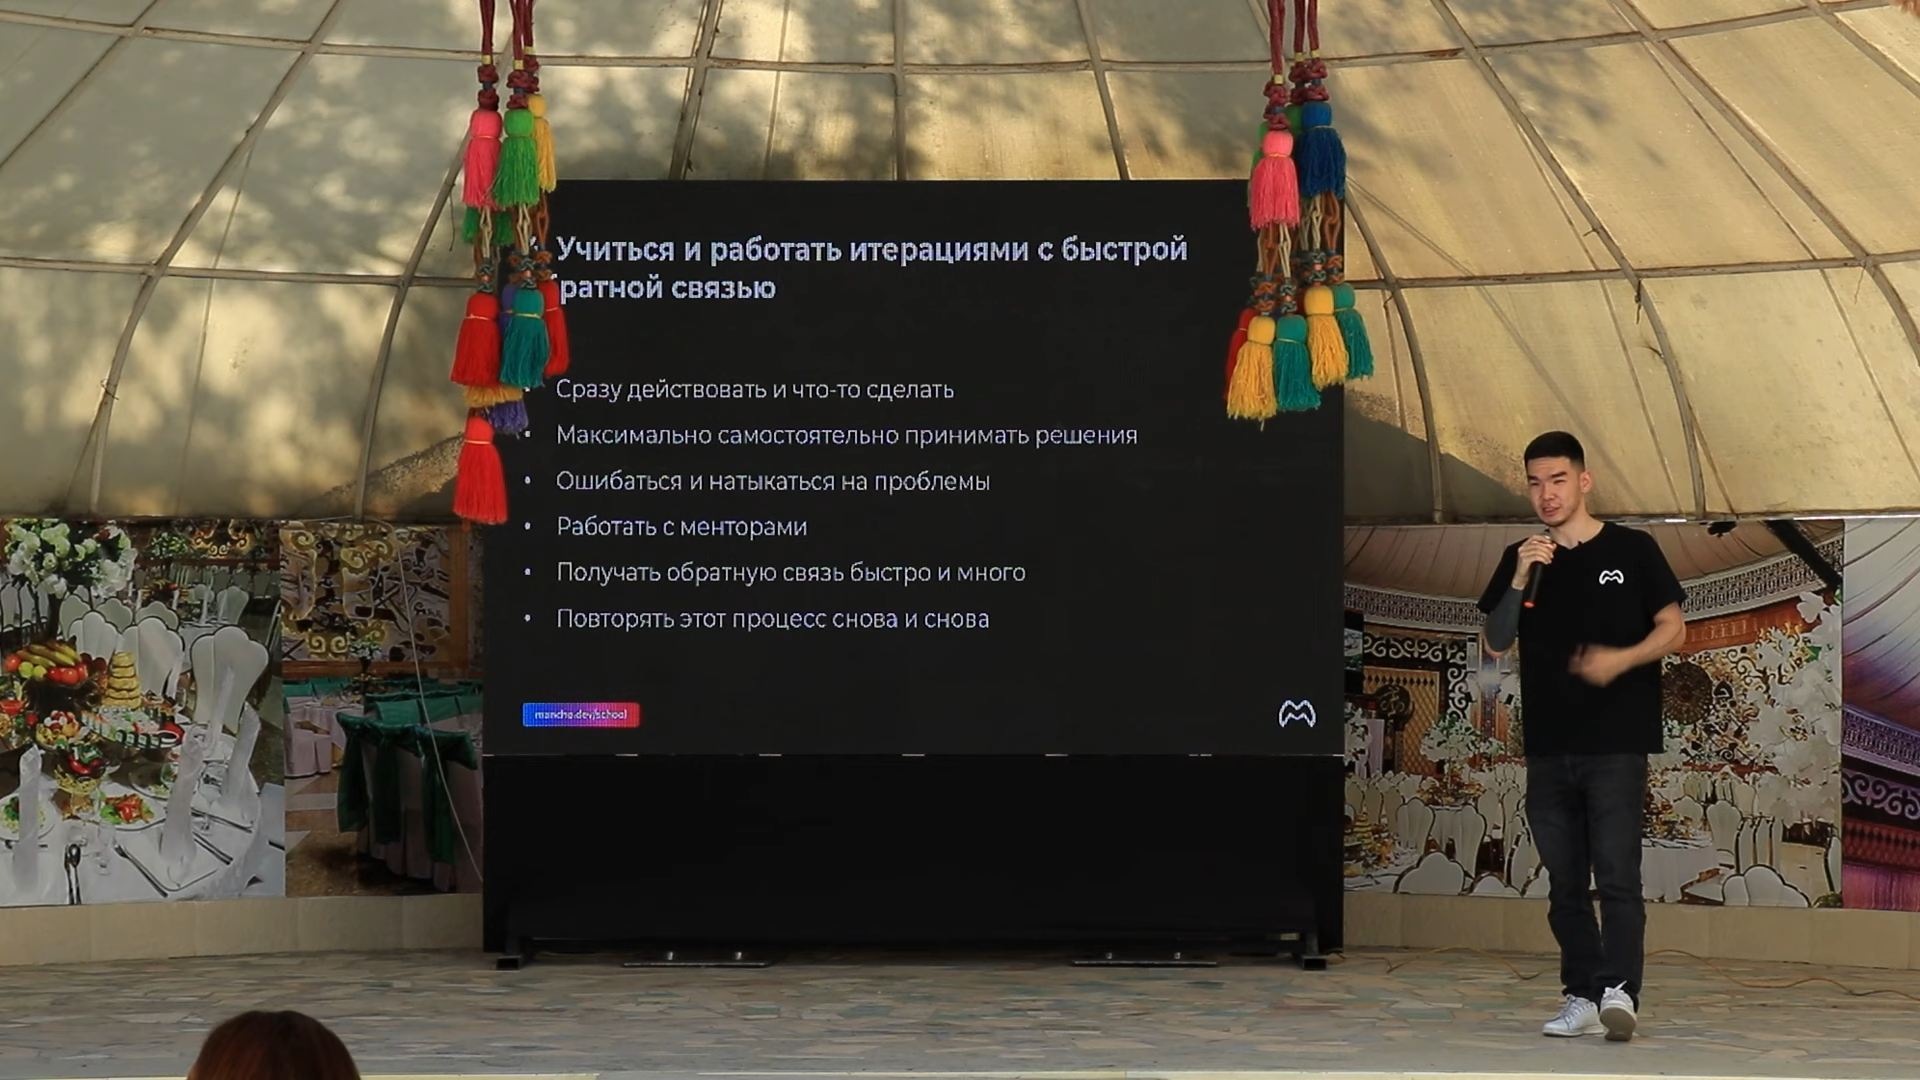 Учиться и работать итерациями с быстрой
ратной связью
• Сразу действовать и что-то сделать
• Максимально самостоятельно принимать решения
• Ошибаться и натыкаться на проблемы
• Работать с менторами
• Получать обратную связь быстро и много
• Повторять этот процесс снова и снова
mancho.dev/school